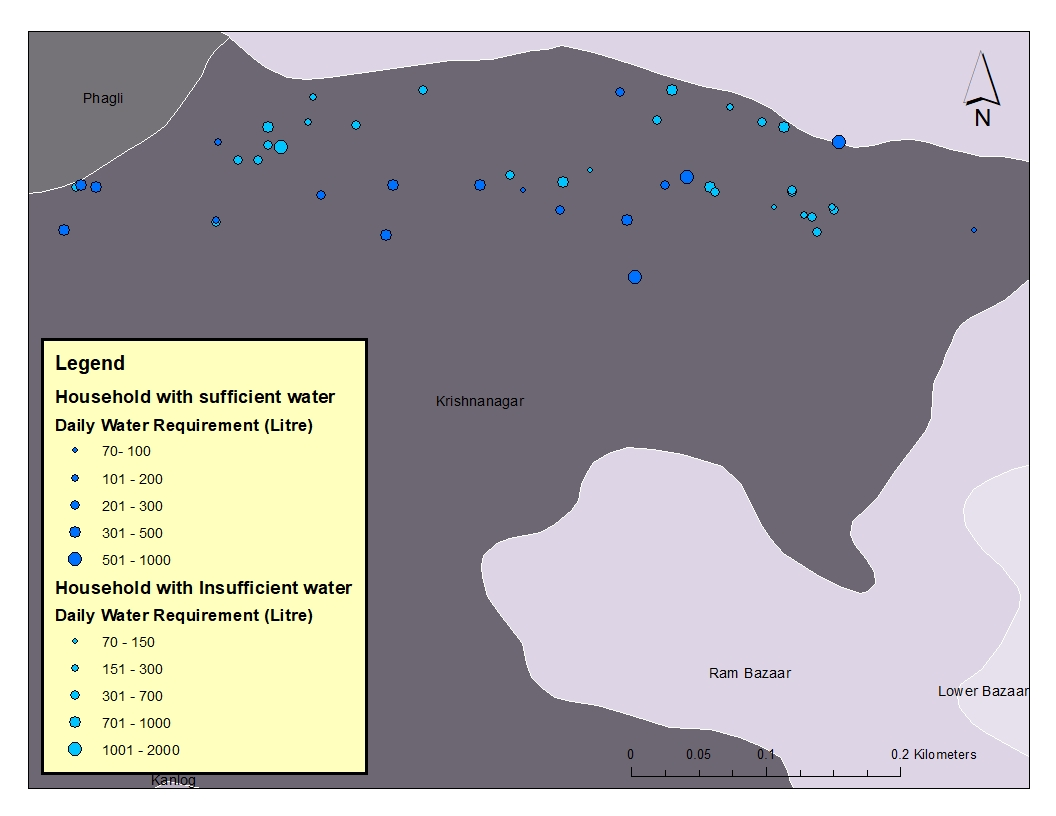 Phagli
N
Krishnanagar
Legend
Household with sufficient water
Daily Water Requirement (Litre)
70- 100
101 - 200
201 - 300
301 - 500
501 - 1000
Household with Insufficient water
Daily Water Requirement (Litre)
70 - 150
151 - 300
301 - 700
701 - 1000
1001 - 2000
Ram Bazaar
Lower Bazaar
0 0.05 0.1 0.2 Kilometers
Kanlog